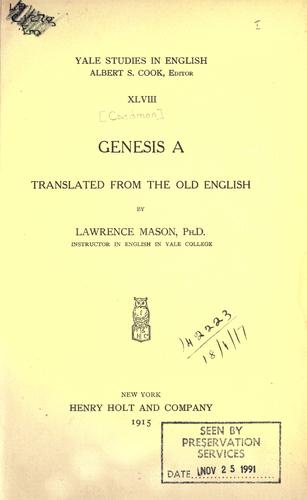 I
YALE STUDIES IN ENGLISH
ALBERT S. COOK, EDITOR
XLVIII
[Caedmon]
GENESIS A
TRANSLATED FROM THE OLD ENGLISH
BY
LAWRENCE MASON, PH.D.
INSTRUCTOR IN ENGLISH IN YALE COLLEGE
142223
18/1/17
NEW YORK
HENRY HOLT AND COMPANY
1915
SEEN BY
PRESERVATION
SERVICES
DATE NOV 25 1991